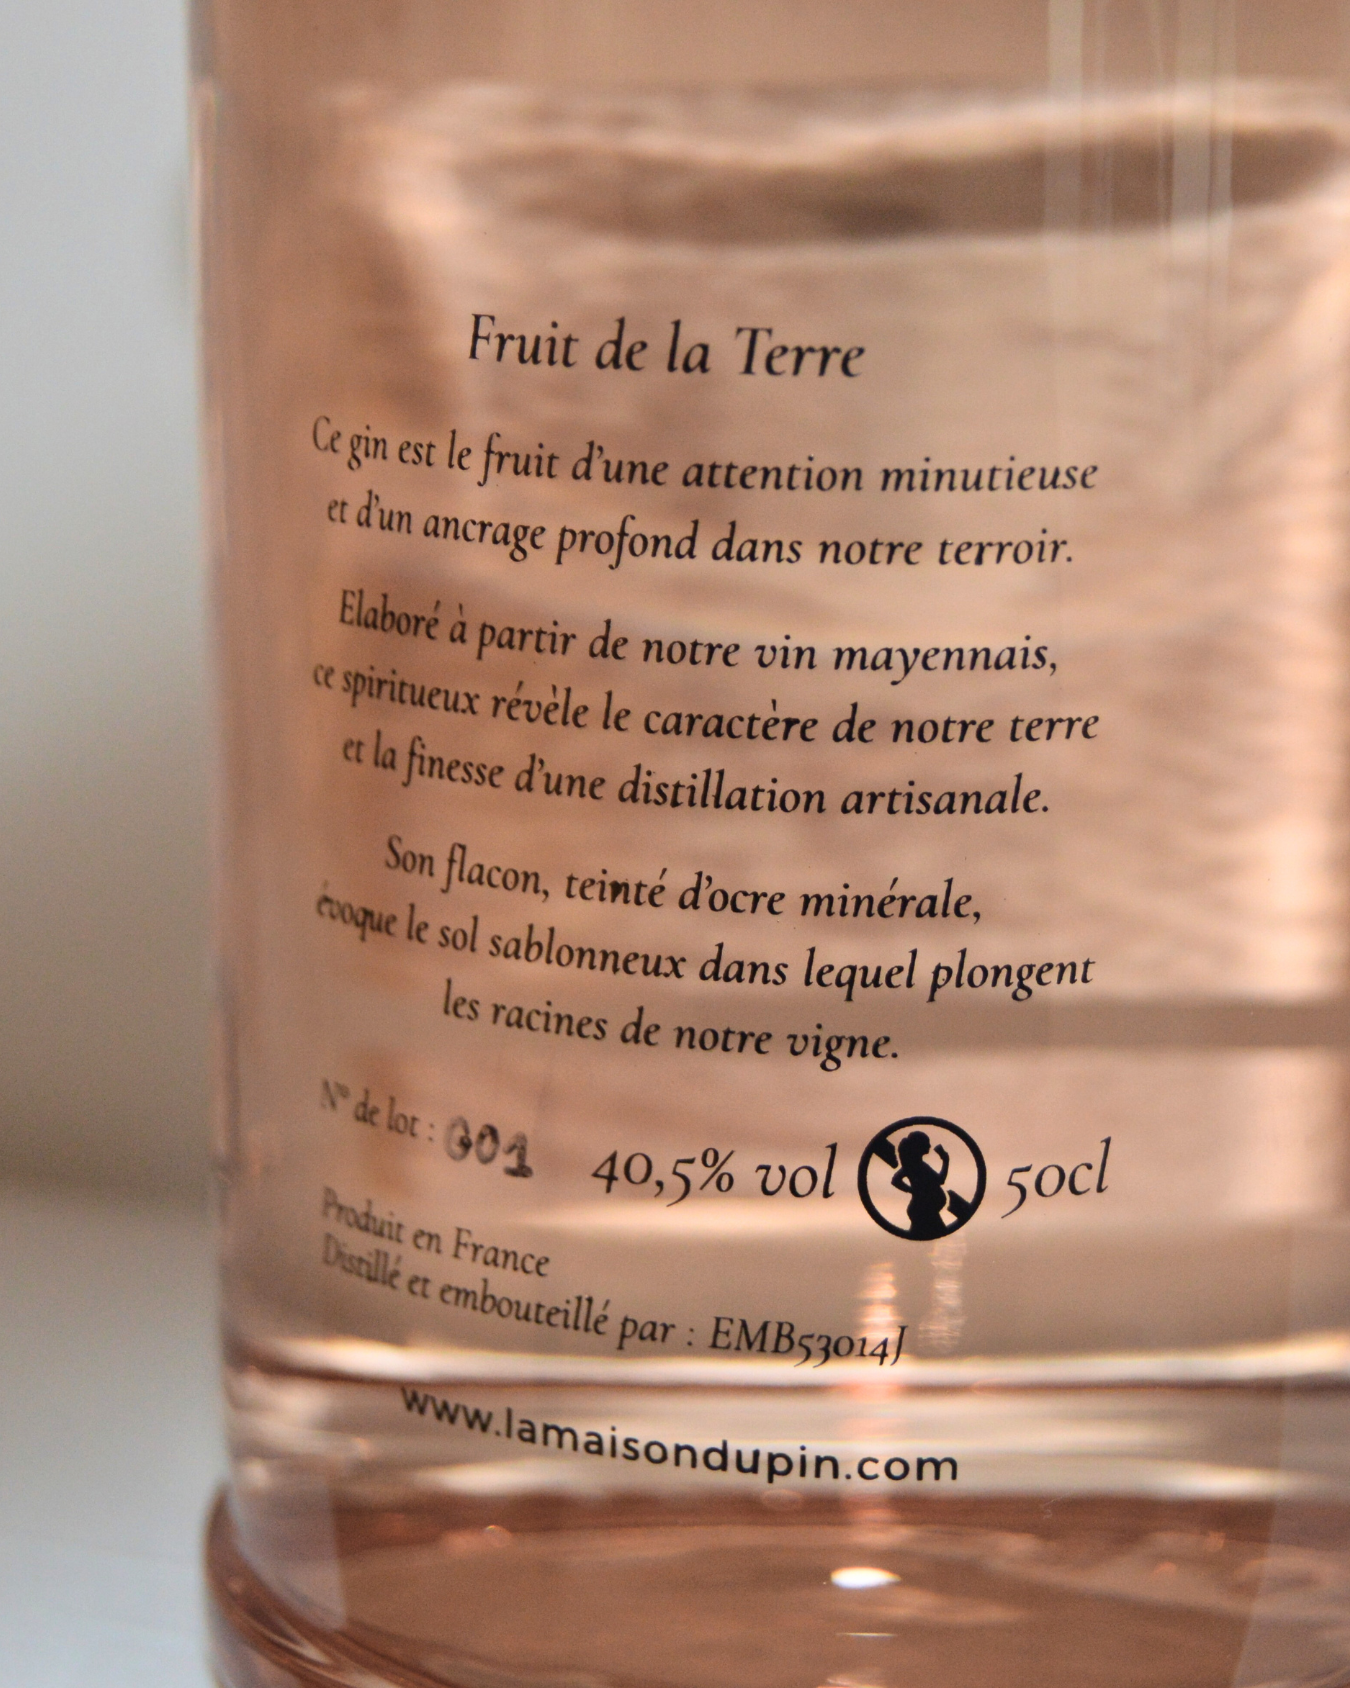 Fruit de la Terre
Ce gin est le fruit d’une attention minutieuse
et d’un ancrage profond dans notre terroir.
Elaboré à partir de notre vin mayennais,
ce spiritueux révèle le caractère de notre terre
et la finesse d’une distillation artisanale.
Son flacon, teinté d’ocre minérale,
évoque le sol sablonneux dans lequel plongent
les racines de notre vigne.
N° de lot : 001
40,5% vol 50cl
Produit en France
Distillé et embouteillé par : EMB53014J
www.lamaisondupin.com